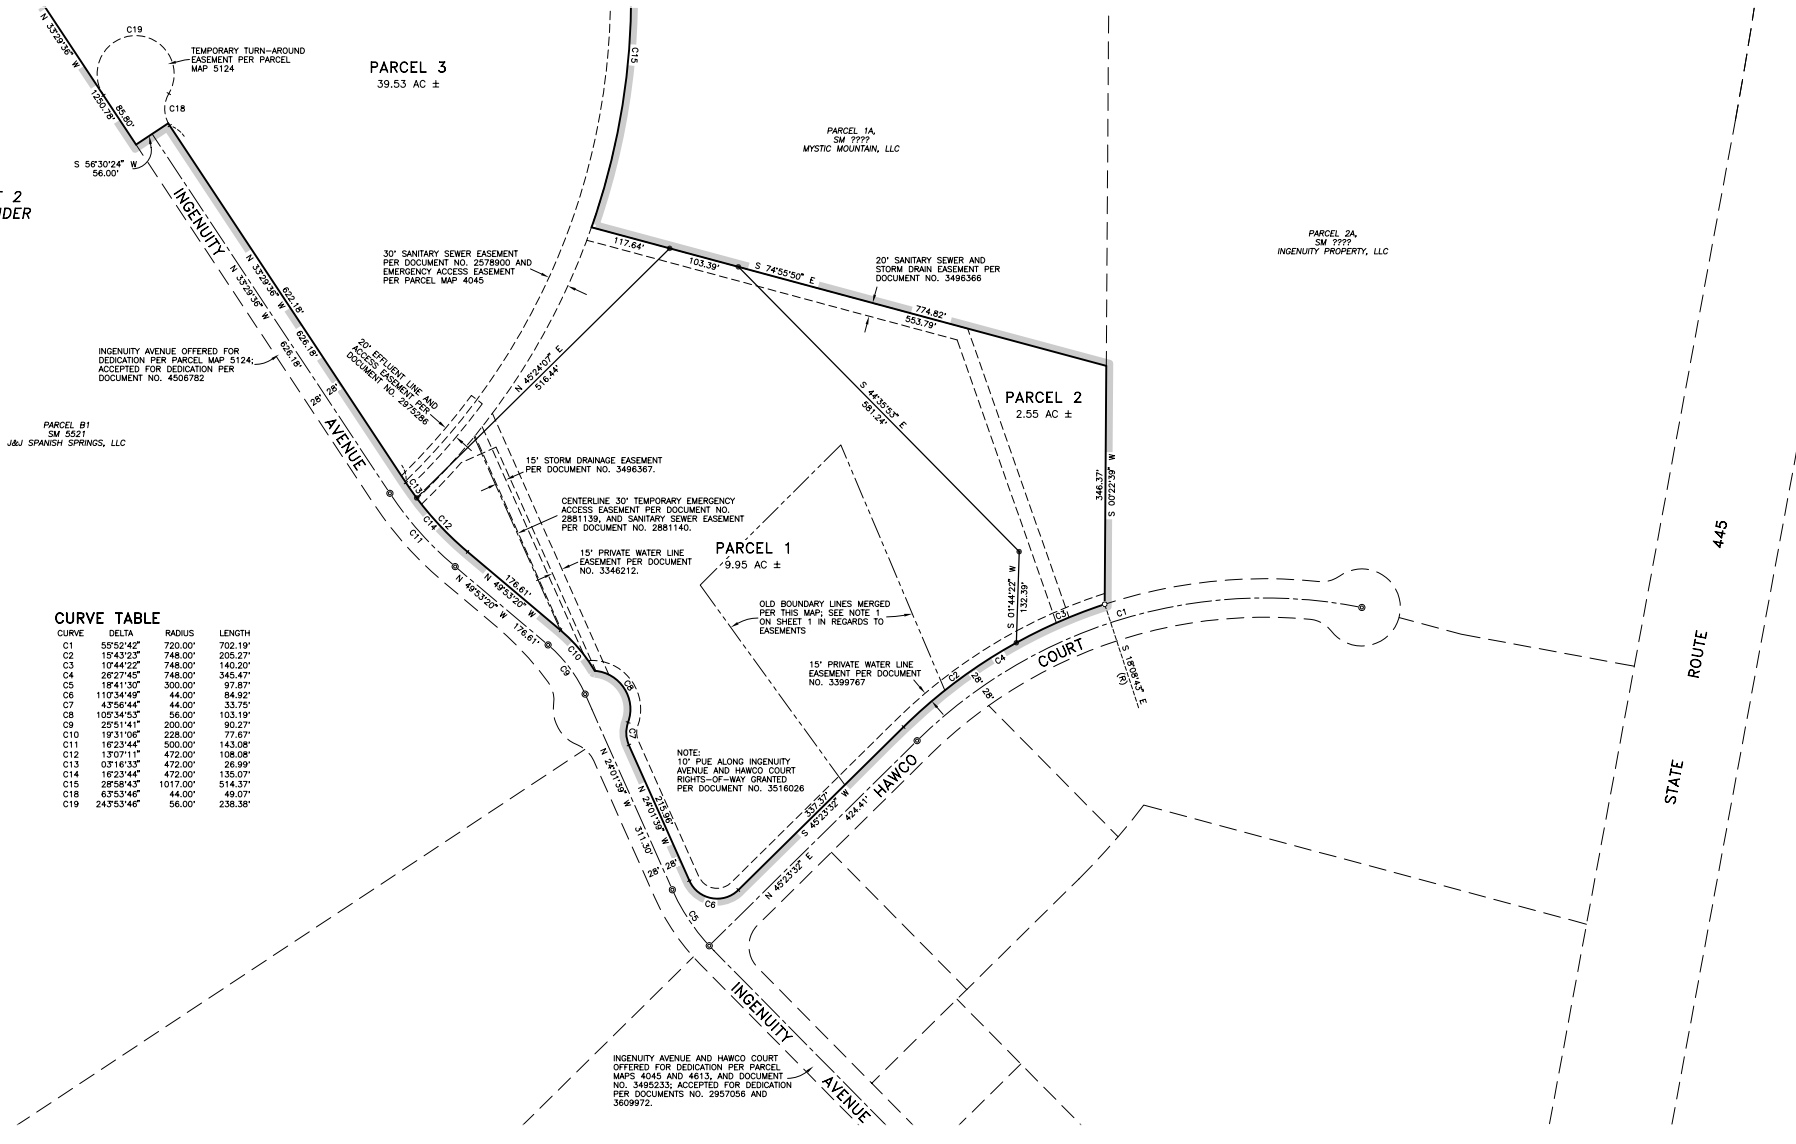 N 33°29'36" W
1250.78'
85.80'
C19
TEMPORARY TURN-AROUND
EASEMENT PER PARCEL
MAP 5124
C18
S 56°30'24" W
56.00'
T 2
NDER
PARCEL 3
39.53 AC ±
C15
PARCEL 1A,
SM ????
MYSTIC MOUNTAIN, LLC
PARCEL 2A,
SM ????
INGENUITY PROPERTY, LLC
INGENUITY
N 33°29'36" W
622.18'
N 33°29'36" W
626.18'
626.18'
28'
28'
AVENUE
30' SANITARY SEWER EASEMENT
PER DOCUMENT NO. 2578900 AND
EMERGENCY ACCESS EASEMENT
PER PARCEL MAP 4045
117.64'
103.39'
S 74°55'50" E
774.82'
553.79'
20' SANITARY SEWER AND
STORM DRAIN EASEMENT PER
DOCUMENT NO. 3496366
INGENUITY AVENUE OFFERED FOR
DEDICATION PER PARCEL MAP 5124;
ACCEPTED FOR DEDICATION PER
DOCUMENT NO. 4506782
20' EFFLUENT LINE AND
ACCESS EASEMENT PER
DOCUMENT NO. 2975286
N 45°24'07" E
516.44'
S 44°35'53" E
581.24'
PARCEL 2
2.55 AC ±
346.37'
S 00°22'39" W
PARCEL B1
SM 5521
J&J SPANISH SPRINGS, LLC
15' STORM DRAINAGE EASEMENT
PER DOCUMENT NO. 3496367.
CENTERLINE 30' TEMPORARY EMERGENCY
ACCESS EASEMENT PER DOCUMENT NO.
2881139, AND SANITARY SEWER EASEMENT
PER DOCUMENT NO. 2881140.
15' PRIVATE WATER LINE
EASEMENT PER DOCUMENT
NO. 3346212.
C13
C14
C12
C11
N 49°53'20" W
176.61'
N 49°53'20" W
176.61'
C10
C9
C8
C7
PARCEL 1
9.95 AC ±
OLD BOUNDARY LINES MERGED
PER THIS MAP; SEE NOTE 1
ON SHEET 1 IN REGARDS TO
EASEMENTS
15' PRIVATE WATER LINE
EASEMENT PER DOCUMENT
NO. 3399767
S 01°44'22" W
132.39'
C3
C1
C4
C2
28'
28'
COURT
S 18°08'43" E
(R)
HAWCO
NOTE:
10' PUE ALONG INGENUITY
AVENUE AND HAWCO COURT
RIGHTS-OF-WAY GRANTED
PER DOCUMENT NO. 3516026
337.37'
S 45°23'32" W
424.41'
N 45°23'32" E
N 24°01'39" W
311.30'
215.96'
N 24°01'39" W
28'
28'
C6
C5
INGENUITY
AVENUE
INGENUITY AVENUE AND HAWCO COURT
OFFERED FOR DEDICATION PER PARCEL
MAPS 4045 AND 4613, AND DOCUMENT
NO. 3495233; ACCEPTED FOR DEDICATION
PER DOCUMENTS NO. 2957056 AND
3609972.
STATE ROUTE 445
CURVE TABLE
CURVE DELTA RADIUS LENGTH
C1 55°52'42" 720.00' 702.19'
C2 15°43'23" 748.00' 205.27'
C3 10°44'22" 748.00' 140.20'
C4 26°27'45" 748.00' 345.47'
C5 18°41'30" 300.00' 97.87'
C6 110°34'49" 44.00' 84.92'
C7 43°56'44" 44.00' 33.75'
C8 105°34'53" 56.00' 103.19'
C9 25°51'41" 200.00' 90.27'
C10 19°31'06" 228.00' 77.67'
C11 16°23'44" 500.00' 143.08'
C12 13°07'11" 472.00' 108.08'
C13 03°16'33" 472.00' 26.99'
C14 16°23'44" 472.00' 135.07'
C15 28°58'43" 1017.00' 514.37'
C18 63°53'46" 44.00' 49.07'
C19 243°53'46" 56.00' 238.38'